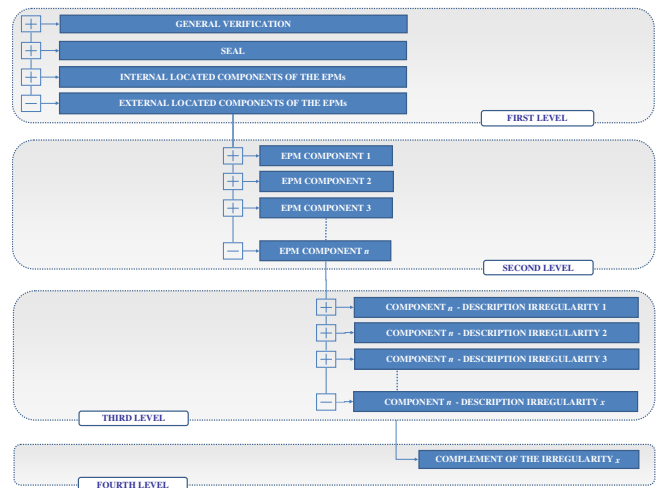 GENERAL VERIFICATION
SEAL
INTERNAL LOCATED COMPONENTS OF THE EPMs
EXTERNAL LOCATED COMPONENTS OF THE EPMs
FIRST LEVEL
EPM COMPONENT 1
EPM COMPONENT 2
EPM COMPONENT 3
EPM COMPONENT n
SECOND LEVEL
COMPONENT n - DESCRIPTION IRREGULARITY 1
COMPONENT n - DESCRIPTION IRREGULARITY 2
COMPONENT n - DESCRIPTION IRREGULARITY 3
COMPONENT n - DESCRIPTION IRREGULARITY x
THIRD LEVEL
COMPLEMENT OF THE IRREGULARITY x
FOURTH LEVEL